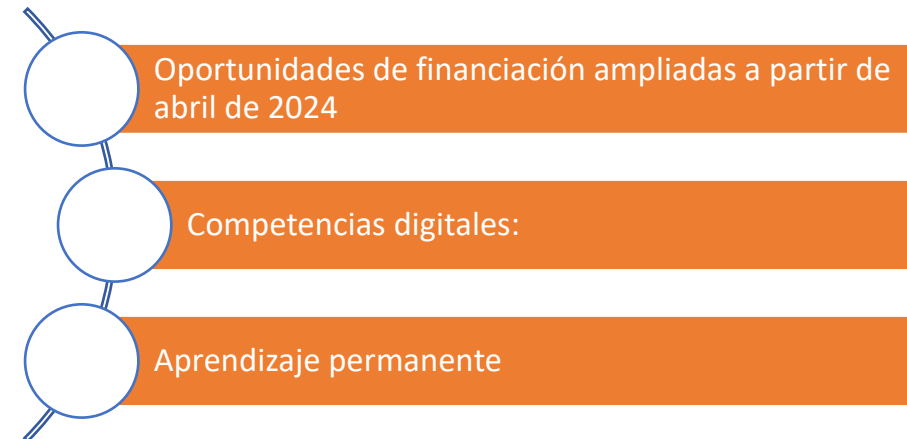 Oportunidades de financiación ampliadas a partir de
abril de 2024
Competencias digitales:
Aprendizaje permanente